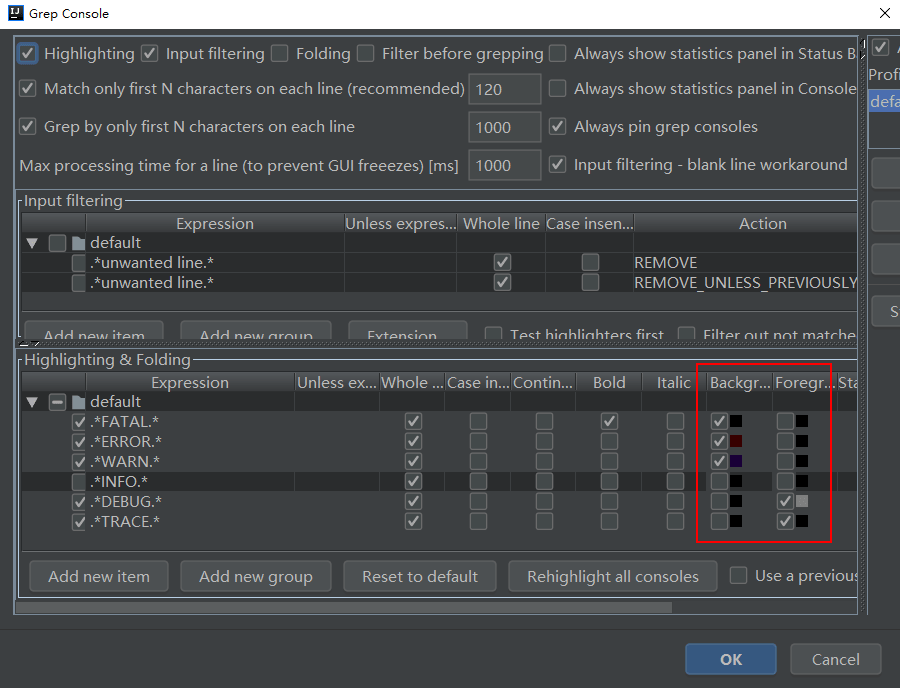 Grep Console
Highlighting Input filtering Folding Filter before grepping Always show statistics panel in Status B
Match only first N characters on each line (recommended) 120 Always show statistics panel in Console
Profi
defa
Grep by only first N characters on each line 1000 Always pin grep consoles
Max processing time for a line (to prevent GUI freeezes) [ms] 1000 Input filtering - blank line workaround
Input filtering
Expression Unless expres... Whole line Case insen... Action
default
.*unwanted line.* REMOVE
.*unwanted line.* REMOVE_UNLESS_PREVIOUSLY
Add new item Add new group Extension Test highlighters first Filter out not matche
Highlighting & Folding
Expression Unless ex... Whole ... Case in... Contin... Bold Italic Backgr... Foregr... Sta
default
.*FATAL.*
.*ERROR.*
.*WARN.*
.*INFO.*
.*DEBUG.*
.*TRACE.*
Add new item Add new group Reset to default Rehighlight all consoles Use a previous
OK Cancel